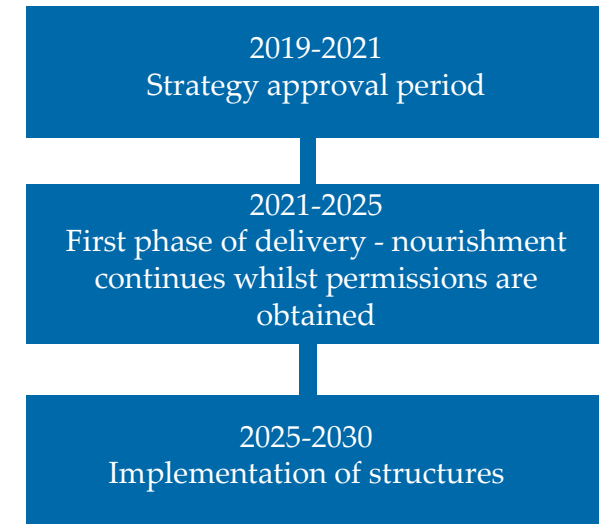 2019-2021
Strategy approval period
2021-2025
First phase of delivery - nourishment
continues whilst permissions are
obtained
2025-2030
Implementation of structures